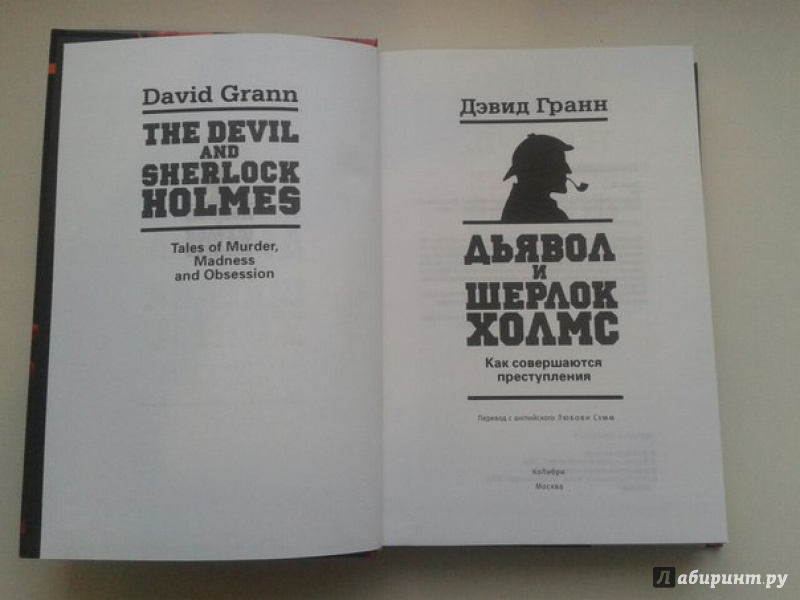 David Grann
THE DEVIL
AND
SHERLOCK
HOLMES
Tales of Murder,
Madness
and Obsession
Дэвид Гранн
ДЬЯВОЛ
И
ШЕРЛОК
ХОЛМС
Как совершаются
преступления
Перевод с английского Любови Сумм
КоЛибри
Москва
Лабиринт.ру